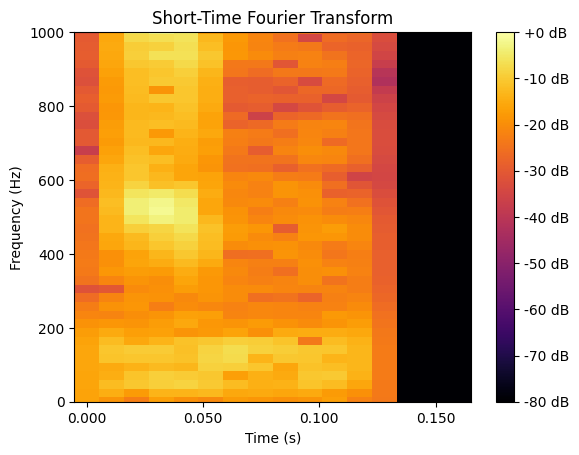 Short-Time Fourier Transform
1000
800
600
400
200
0
Frequency (Hz)
0.000
0.050
0.100
0.150
Time (s)
+0 dB
-10 dB
-20 dB
-30 dB
-40 dB
-50 dB
-60 dB
-70 dB
-80 dB